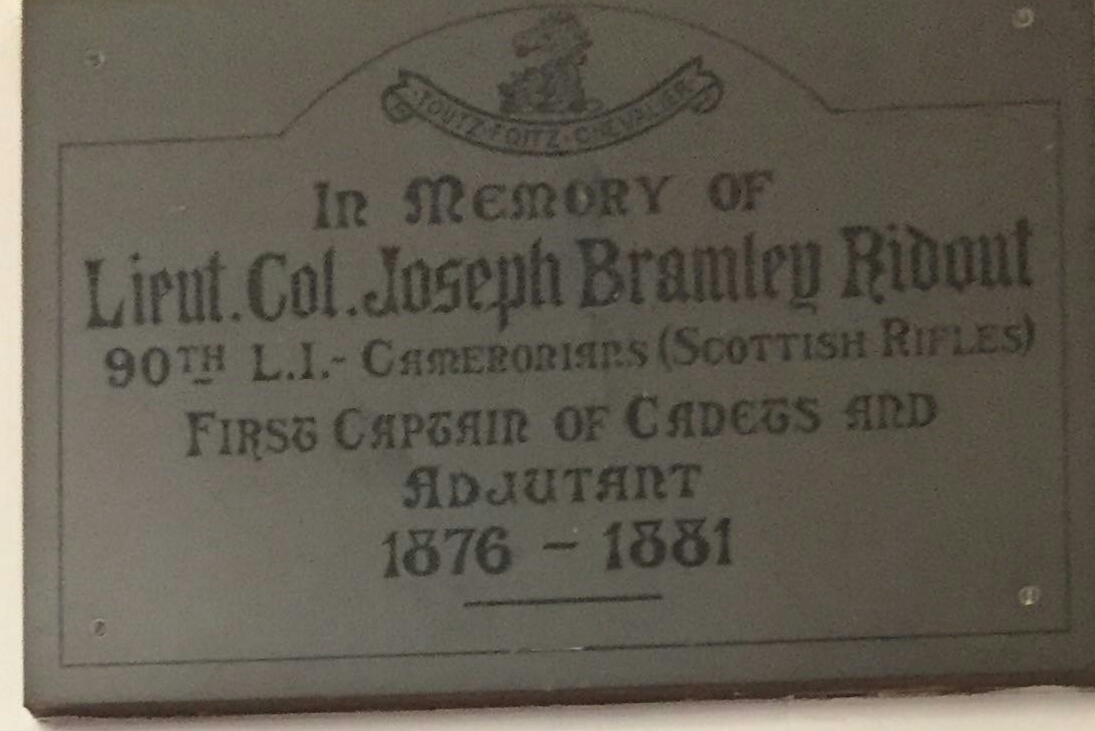 TOUTZ·FOITZ·CHEVALIER
IN MEMORY OF
Lieut. Col. Joseph Bramley Ridout
90TH L.I.- CAMERONIANS (SCOTTISH RIFLES)
FIRST CAPTAIN OF CADETS AND
ADJUTANT
1876 – 1881